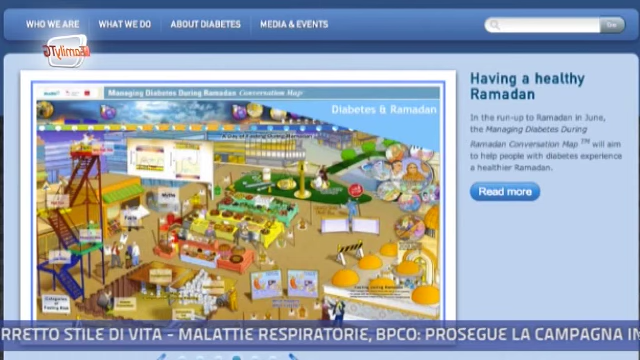 WHO WE ARE
WHAT WE DO
ABOUT DIABETES
MEDIA & EVENTS
Managing Diabetes During Ramadan Conversation Map
Diabetes & Ramadan
Having a healthy
Ramadan
In the run-up to Ramadan in June,
the Managing Diabetes During
Ramadan Conversation Map TM will aim
to help people with diabetes experience
a healthier Ramadan.
Read more
RRETTO STILE DI VITA - MALATTIE RESPIRATORIE, BPCO: PROSEGUE LA CAMPAGNA IN